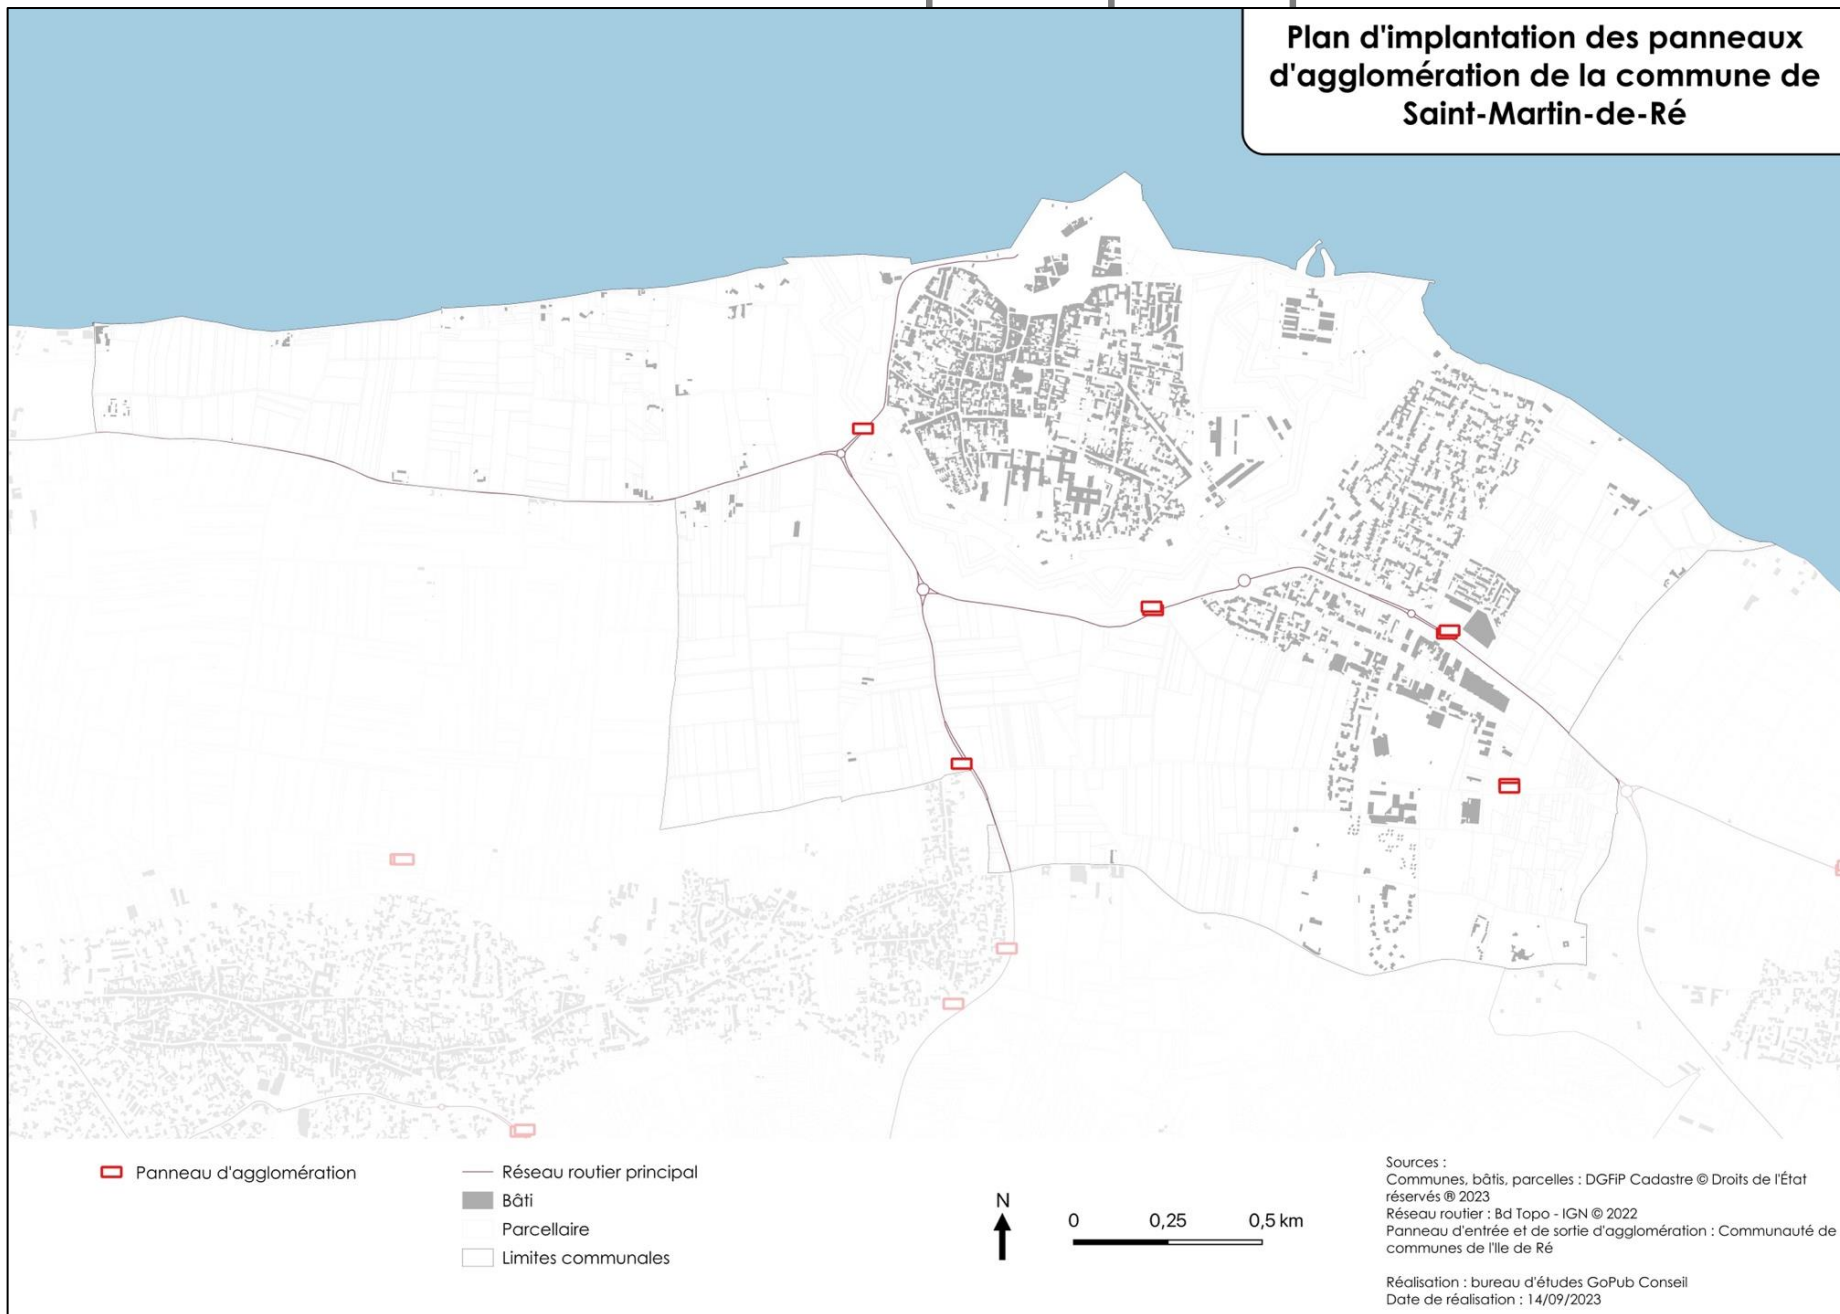 Plan d'implantation des panneaux
d'agglomération de la commune de
Saint-Martin-de-Ré
Panneau d'agglomération
Réseau routier principal
Bâti
Parcellaire
Limites communales
N
0 0,25 0,5 km
Sources :
Communes, bâtis, parcelles : DGFiP Cadastre © Droits de l'État
réservés ® 2023
Réseau routier : Bd Topo - IGN © 2022
Panneau d'entrée et de sortie d'agglomération : Communauté de
communes de l'Ile de Ré
Réalisation : bureau d'études GoPub Conseil
Date de réalisation : 14/09/2023